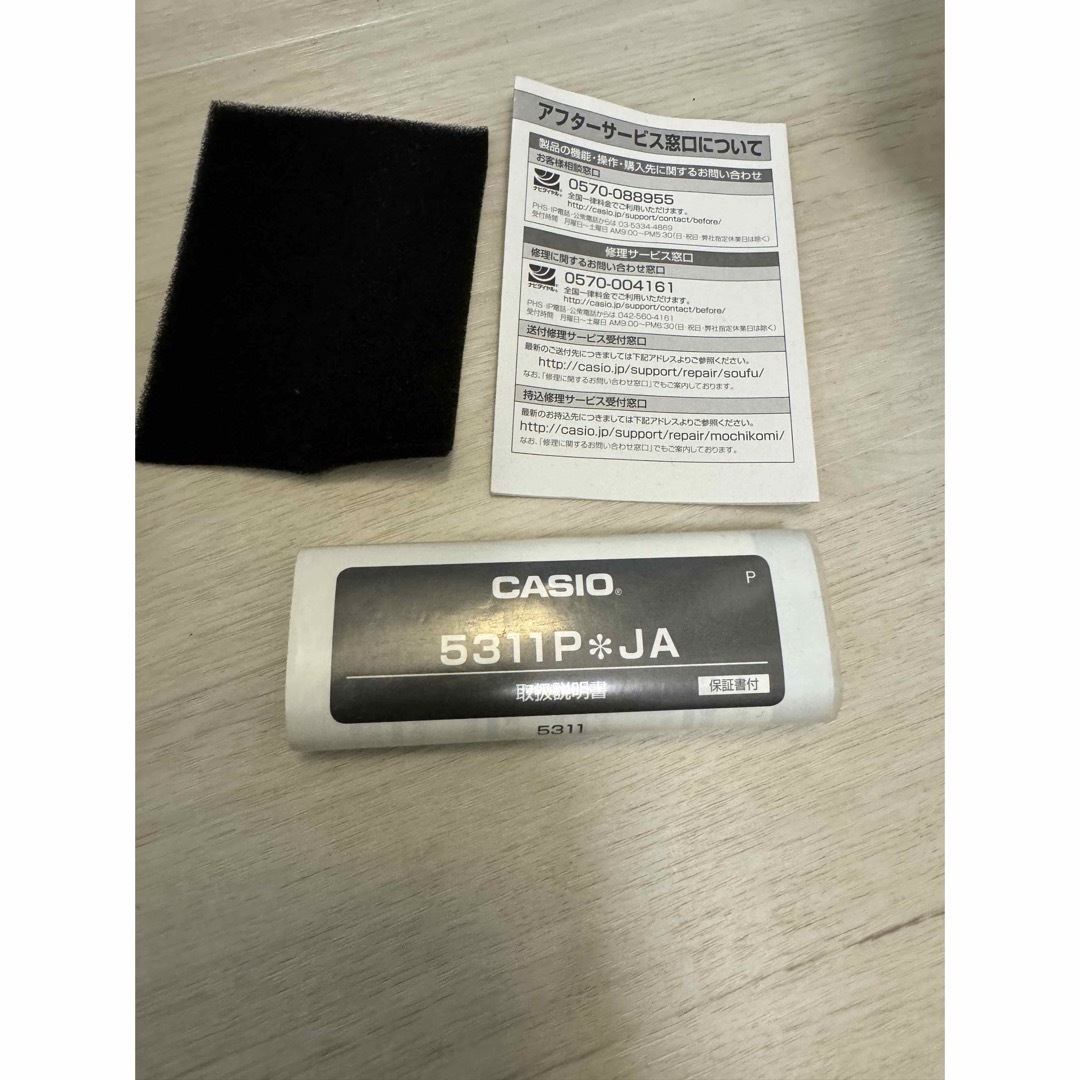 アフターサービス窓口について
製品の機能・操作・購入先に関するお問い合わせ
お客様相談窓口
ナビダイヤル®
0570-088955
全国一律料金でご利用いただけます。
http://casio.jp/support/contact/before/
PHS・IP電話・公衆電話からは 03-5334-4869
受付時間 月曜日〜土曜日 AM9:00〜PM5:30(日・祝日・弊社指定休業日は除く)
修理サービス窓口
修理に関するお問い合わせ窓口
ナビダイヤル®
0570-004161
全国一律料金でご利用いただけます。
http://casio.jp/support/contact/before/
PHS・IP電話・公衆電話からは 042-560-4161
受付時間 月曜日〜土曜日 AM9:00〜PM6:30(日・祝日・弊社指定休業日は除く)
送付修理サービス受付窓口
最新のご送付先につきましては下記アドレスよりご参照ください。
http://casio.jp/support/repair/soufu/
なお、「修理に関するお問い合わせ窓口」でもご案内しております。
持込修理サービス受付窓口
最新のお持込先につきましては下記アドレスよりご参照ください。
http://casio.jp/support/repair/mochikomi/
なお、「修理に関するお問い合わせ窓口」でもご案内しております。
CASIO®
P
5311P＊JA
取扱説明書
保証書付
5311